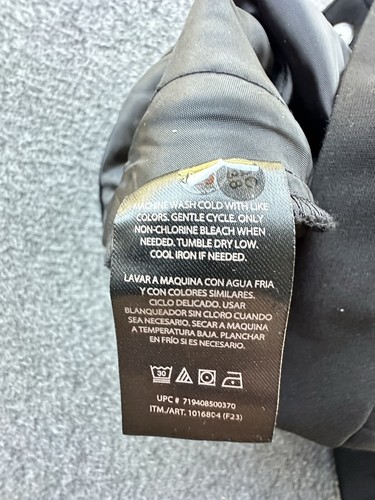 MACHINE WASH COLD WITH LIKE
COLORS. GENTLE CYCLE. ONLY
NON-CHLORINE BLEACH WHEN
NEEDED. TUMBLE DRY LOW.
COOL IRON IF NEEDED.
LAVAR A MAQUINA CON AGUA FRIA
Y CON COLORES SIMILARES.
CICLO DELICADO. USAR
BLANQUEADOR SIN CLORO CUANDO
SEA NECESARIO. SECAR A MAQUINA
A TEMPERATURA BAJA. PLANCHAR
EN FRÍO SI ES NECESARIO.
30
UPC # 719408500370
ITM./ART. 1016804 (F23)